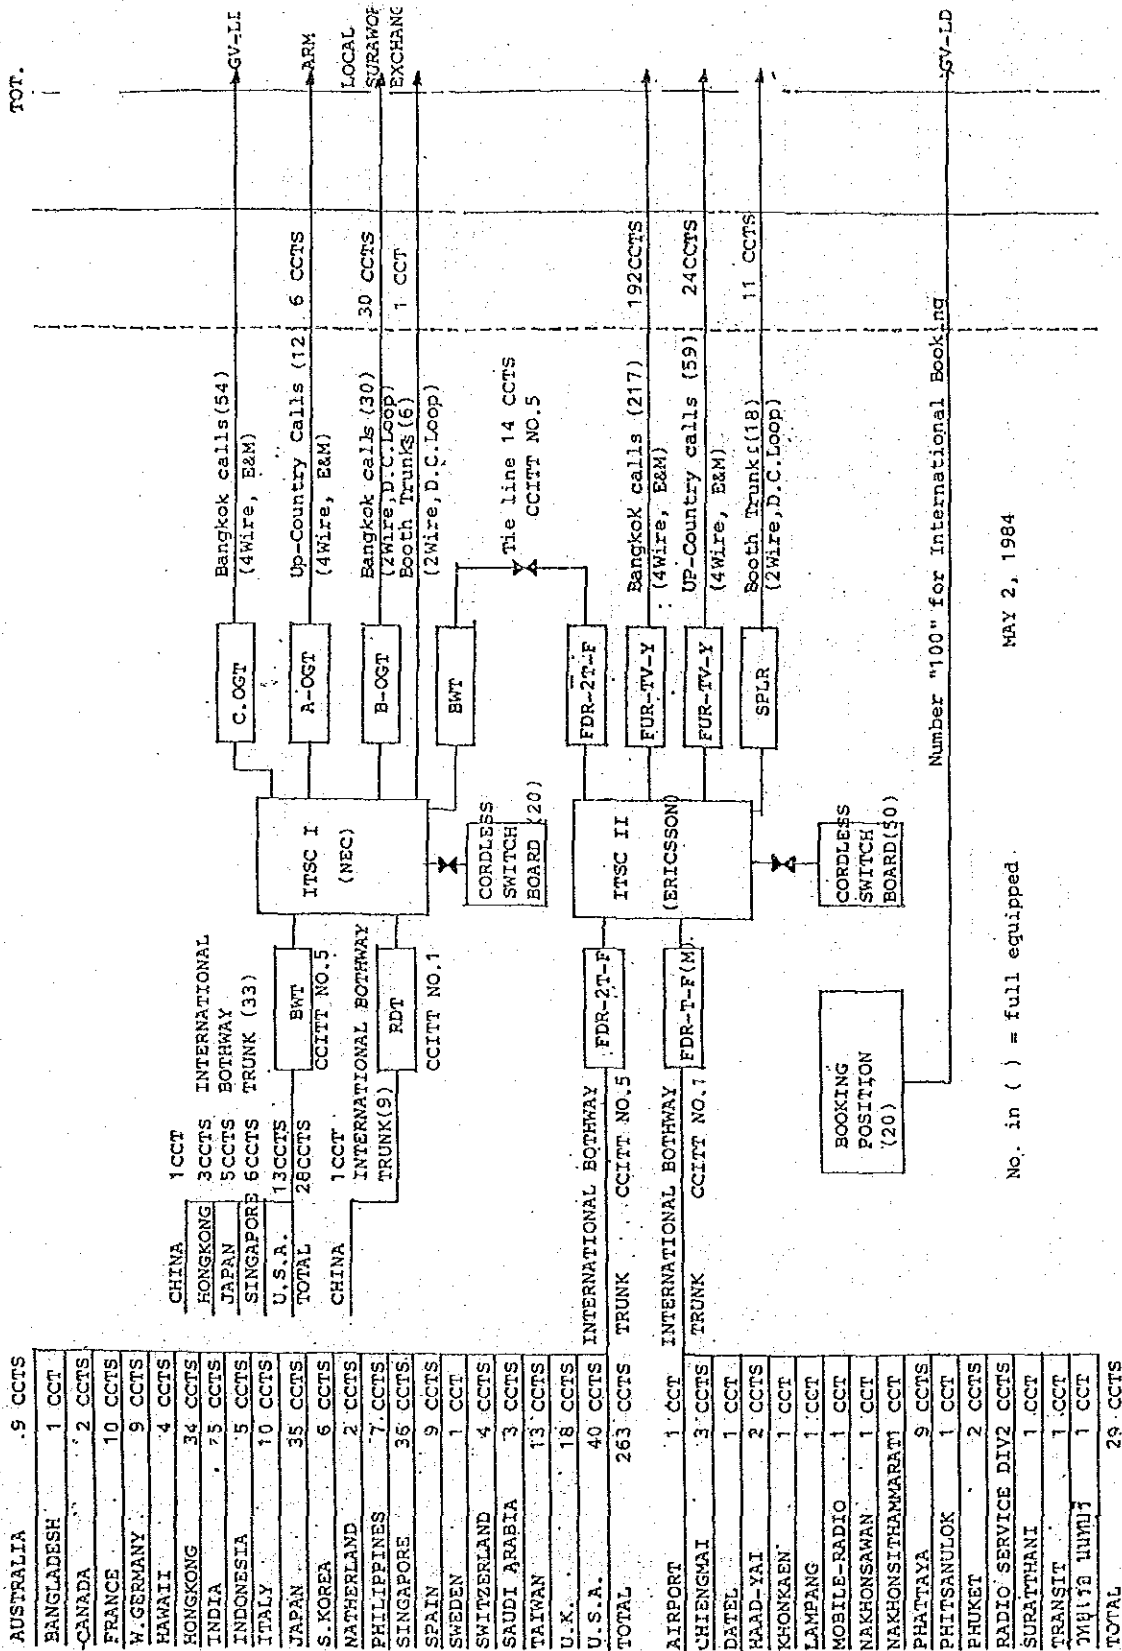 TOT.
AUSTRALIA 9 CCTS
BANGLADESH 1 CCT
CANADA 2 CCTS
FRANCE 10 CCTS
W.GERMANY 9 CCTS
HAWAII 4 CCTS
HONGKONG 34 CCTS
INDIA 5 CCTS
INDONESIA 5 CCTS
ITALY 10 CCTS
JAPAN 35 CCTS
S.KOREA 6 CCTS
NATHERLAND 2 CCTS
PHILIPPINES 7 CCTS
SINGAPORE 36 CCTS
SPAIN 9 CCTS
SWEDEN 1 CCT
SWITZERLAND 4 CCTS
SAUDI ARABIA 3 CCTS
TAIWAN 13 CCTS
U.K. 18 CCTS
U.S.A. 40 CCTS
TOTAL 263 CCTS
INTERNATIONAL BOTHWAY
TRUNK CCITT NO.5
AIRPORT 1 CCT
CHIENGMAI 3 CCTS
DATEL 1 CCT
HAAD-YAI 2 CCTS
KHONKAEN 1 CCT
LAMPANG 1 CCT
MOBILE-RADIO 1 CCT
NAKHONSAWAN 1 CCT
NAKHONSITHAMMARATI 1 CCT
PHATTAYA 9 CCTS
PHITSANULOK 1 CCT
PHUKET 2 CCTS
RADIO SERVICE DIV2 CCTS
SURATTHANI 1 CCT
TRANSIT 1 CCT
นนทบุรี 1 CCT
TOTAL 29 CCTS
INTERNATIONAL BOTHWAY
TRUNK CCITT NO.1
CHINA 1CCT
HONGKONG 3CCTS
JAPAN 5CCTS
SINGAPORE 6CCTS
U.S.A. 13CCTS
TOTAL 28CCTS
INTERNATIONAL
BOTHWAY
TRUNK (33)
CHINA 1CCT
INTERNATIONAL BOTHWAY
TRUNK(9)
BWT
CCITT NO.5
RDT
CCITT NO.1
FDR-2T-F
FDR-T-F(M)
ITSC I
(NEC)
CORDLESS
SWITCH
BOARD (20)
ITSC II
(ERICSSON)
CORDLESS
SWITCH
BOARD(50)
BOOKING
POSITION
(20)
C.OGT
A-OGT
B-OGT
BWT
FDR-2T-F
FUR-TV-Y
FUR-TV-Y
SPLR
Bangkok calls(54)
(4Wire, E&M)
GV-LI
Up-Country Calls (12) 6 CCTS
(4Wire, E&M)
ARM
Bangkok calls (30) 30 CCTS
(2Wire,D.C.Loop)
Booth Trunks(6) 1 CCT
(2Wire,D.C.Loop)
LOCAL
SURAWO
EXCHANG
Tie line 14 CCTS
CCITT NO.5
Bangkok calls (217) 192CCTS
(4Wire, E&M)
UP-Country calls (59) 24CCTS
(4Wire, E&M)
Booth Trunk (18) 11 CCTS
(2Wire,D.C.Loop)
Number "100" for International Booking
GV-LD
No. in ( ) = full equipped
MAY 2, 1984